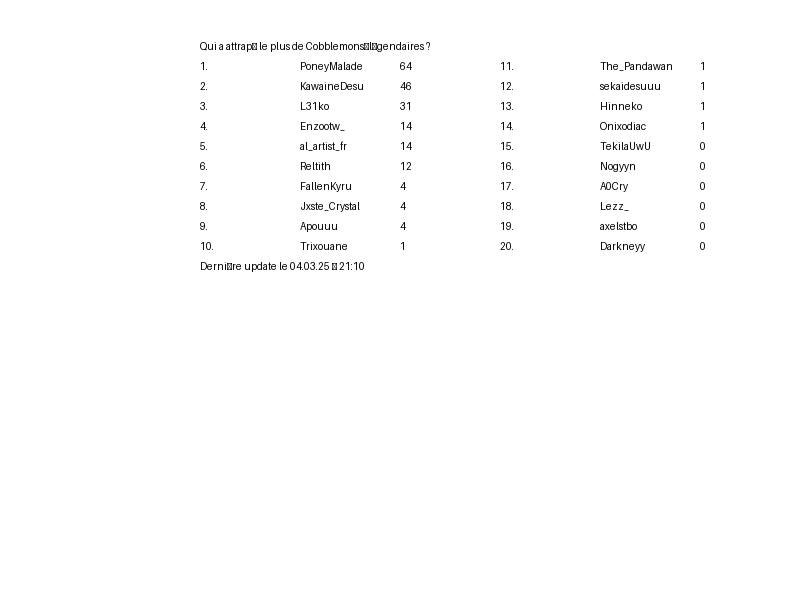 Qui a attrap▯ le plus de Cobblemons▯l▯gendaires ?
1. PoneyMalade 64 11. The_Pandawan 1
2. KawaineDesu 46 12. sekaidesuuu 1
3. L31ko 31 13. Hinneko 1
4. Enzootw_ 14 14. Onixodiac 1
5. al_artist_fr 14 15. TekilaUwU 0
6. Reltith 12 16. Nogyyn 0
7. FallenKyru 4 17. A0Cry 0
8. Jxste_Crystal 4 18. Lezz_ 0
9. Apouuu 4 19. axelstbo 0
10. Trixouane 1 20. Darkneyy 0
Derni▯re update le 04.03.25 ▯ 21:10